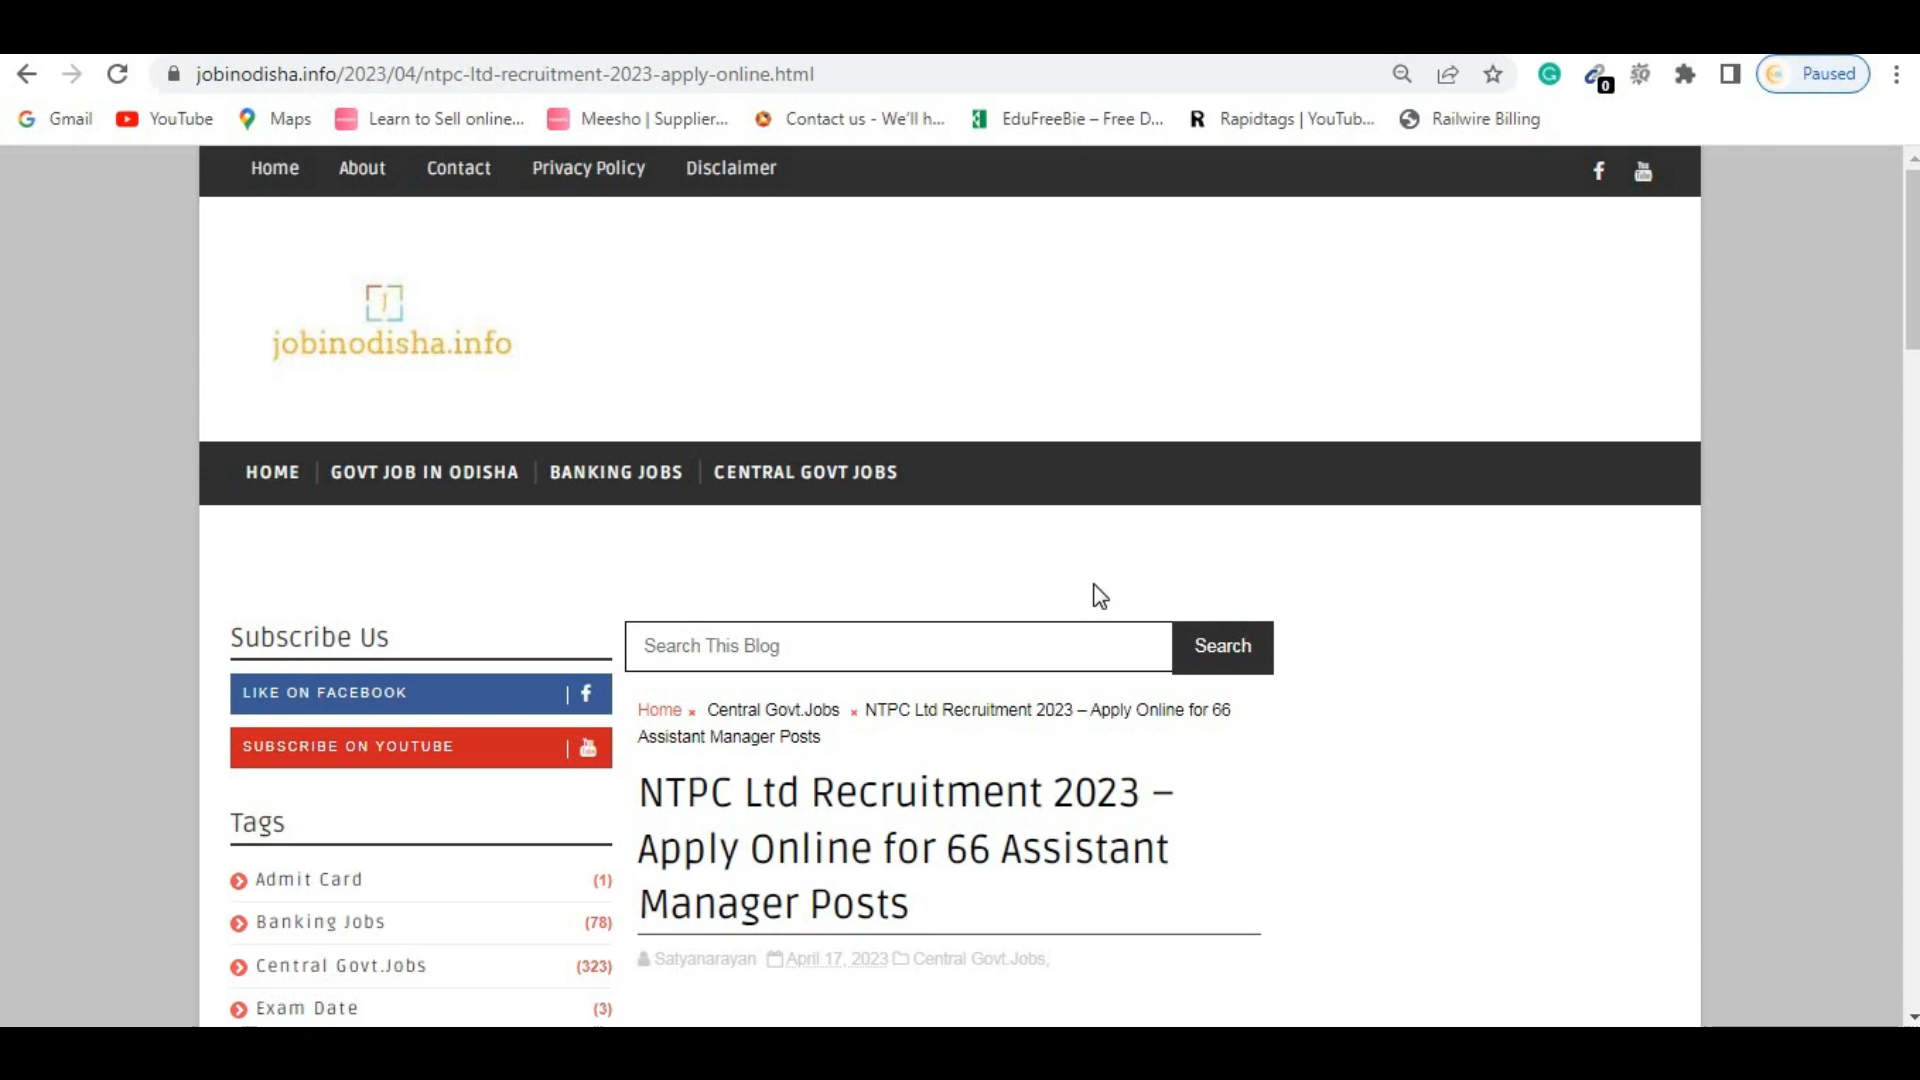 jobinodisha.info/2023/04/ntpc-ltd-recruitment-2023-apply-online.html
0
Paused
Gmail
YouTube
Maps
Learn to Sell online...
Meesho | Supplier...
Contact us - We'll h...
EduFreeBie – Free D...
Rapidtags | YouTub...
Railwire Billing
Home About Contact Privacy Policy Disclaimer
jobinodisha.info
HOME GOVT JOB IN ODISHA BANKING JOBS CENTRAL GOVT JOBS
Subscribe Us
LIKE ON FACEBOOK
SUBSCRIBE ON YOUTUBE
Tags
Admit Card (1)
Banking Jobs (78)
Central Govt.Jobs (323)
Exam Date (3)
Search This Blog Search
Home Central Govt.Jobs NTPC Ltd Recruitment 2023 – Apply Online for 66
Assistant Manager Posts
NTPC Ltd Recruitment 2023 –
Apply Online for 66 Assistant
Manager Posts
Satyanarayan April 17, 2023 Central Govt.Jobs,